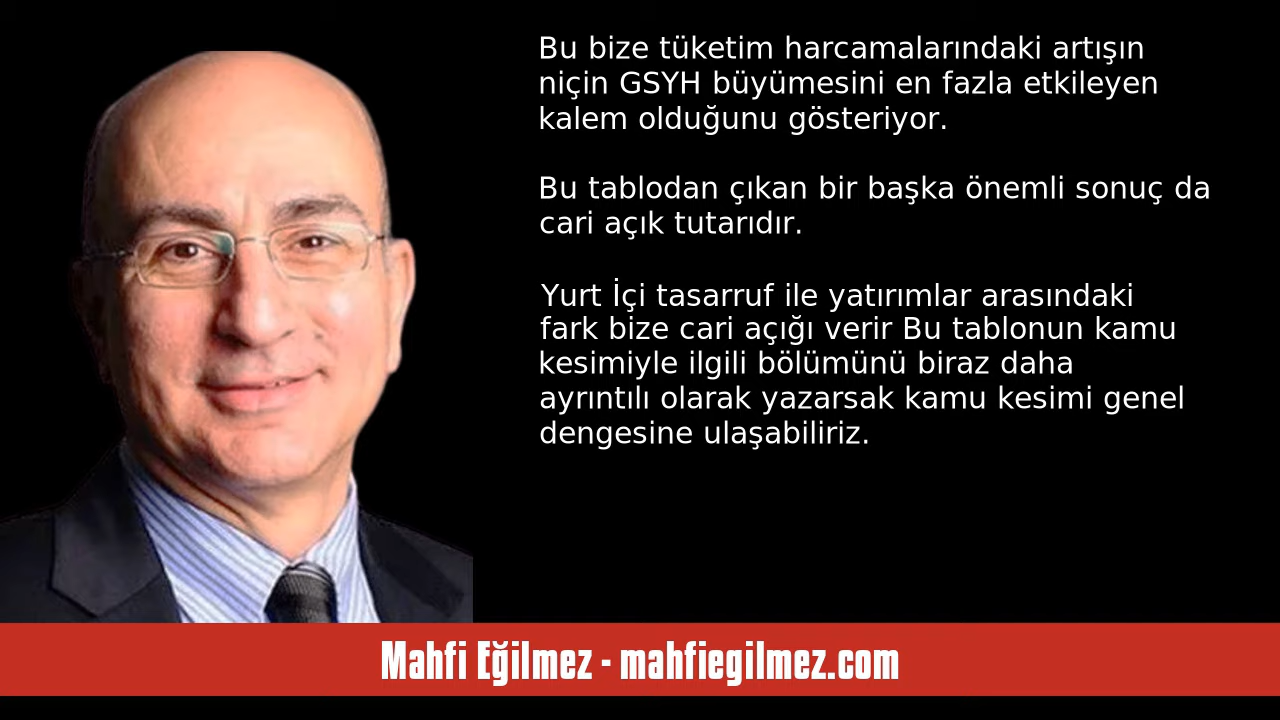 Bu bize tüketim harcamalarındaki artışın
niçin GSYH büyümesini en fazla etkileyen
kalem olduğunu gösteriyor.
Bu tablodan çıkan bir başka önemli sonuç da
cari açık tutarıdır.
Yurt İçi tasarruf ile yatırımlar arasındaki
fark bize cari açığı verir Bu tablonun kamu
kesimiyle ilgili bölümünü biraz daha
ayrıntılı olarak yazarsak kamu kesimi genel
dengesine ulaşabiliriz.
Mahfi Eğilmez - mahfiegilmez.com